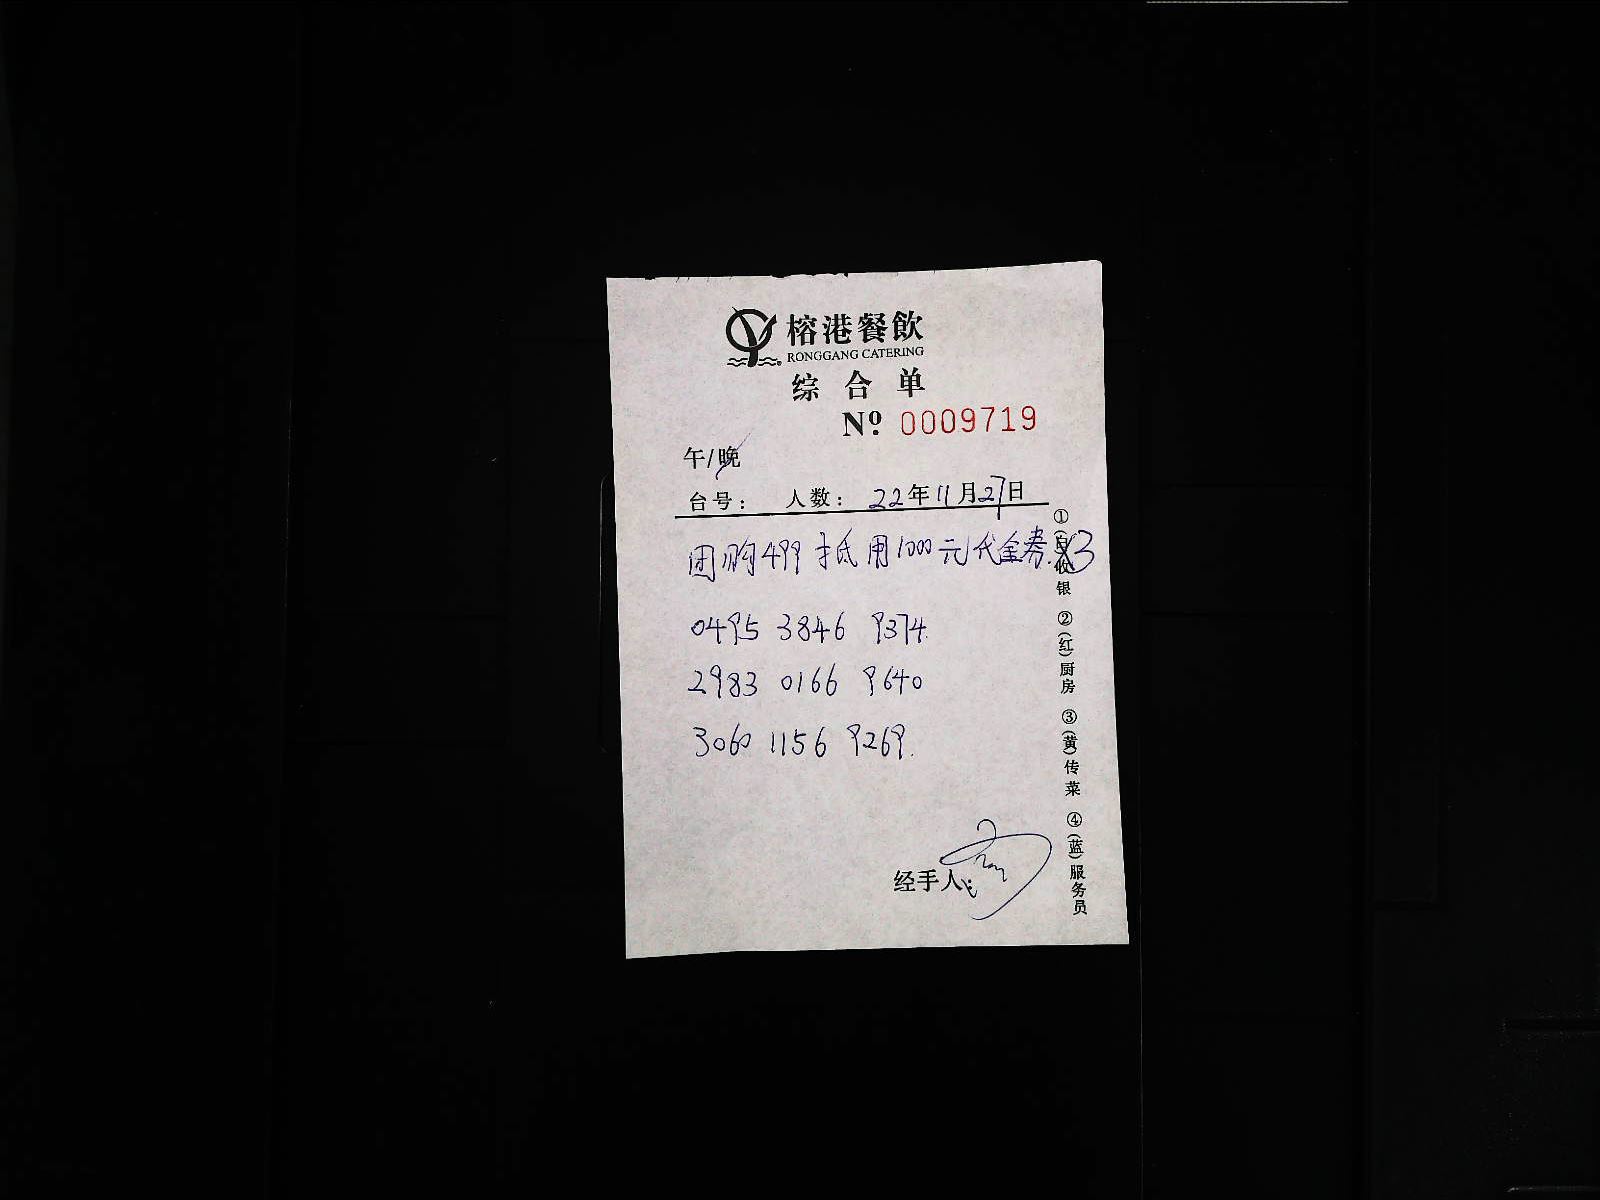 榕港餐飲
RONGGANG CATERING
综合单
Nº 0009719
午/晚
台号： 人数： 22年11月27日
团购499抵用1000元代金券.X3
0495 3846 9374.
2983 0166 9640
3060 1156 9269.
经手人：
①(白)收银 ②(红)厨房 ③(黄)传菜 ④(蓝)服务员